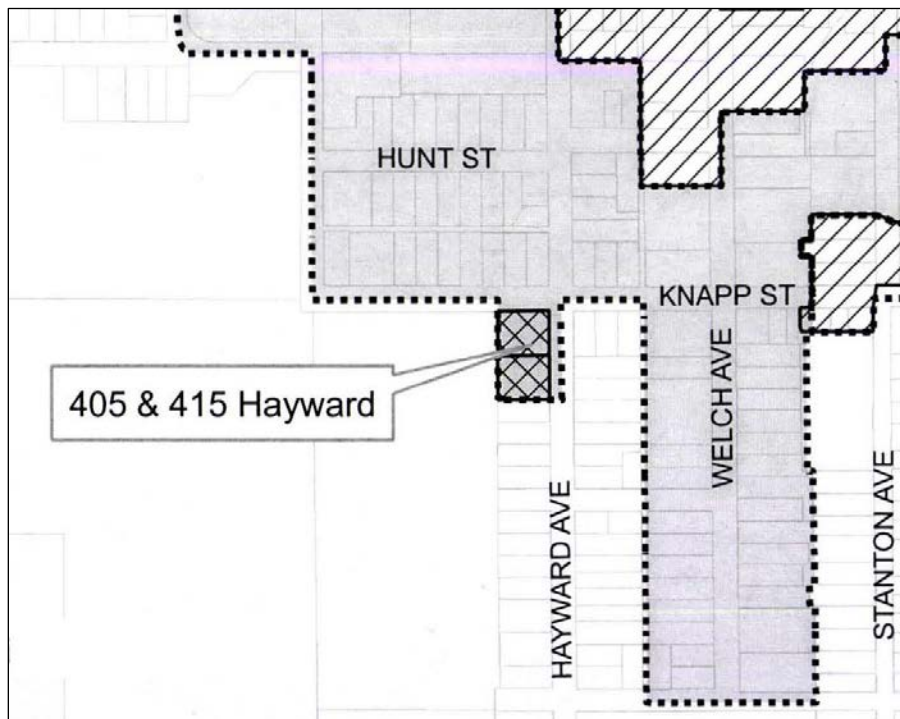 HUNT ST
KNAPP ST
WELCH AVE
405 & 415 Hayward
HAYWARD AVE
STANTON AVE